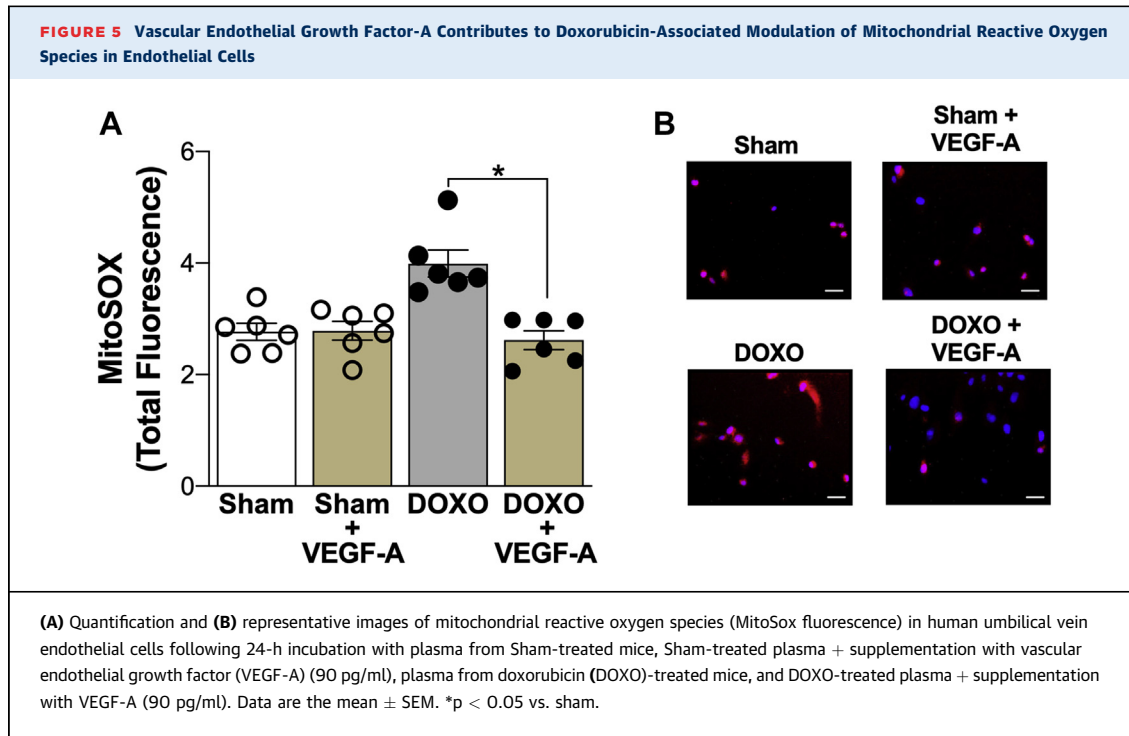 FIGURE 5 Vascular Endothelial Growth Factor-A Contributes to Doxorubicin-Associated Modulation of Mitochondrial Reactive Oxygen
Species in Endothelial Cells
A
MitoSOX
(Total Fluorescence)
6
4
2
0
*
Sham
Sham
+
VEGF-A
DOXO
DOXO
+
VEGF-A
B
Sham
Sham +
VEGF-A
DOXO
DOXO +
VEGF-A
(A) Quantification and (B) representative images of mitochondrial reactive oxygen species (MitoSox fluorescence) in human umbilical vein
endothelial cells following 24-h incubation with plasma from Sham-treated mice, Sham-treated plasma + supplementation with vascular
endothelial growth factor (VEGF-A) (90 pg/ml), plasma from doxorubicin (DOXO)-treated mice, and DOXO-treated plasma + supplementation
with VEGF-A (90 pg/ml). Data are the mean ± SEM. *p < 0.05 vs. sham.